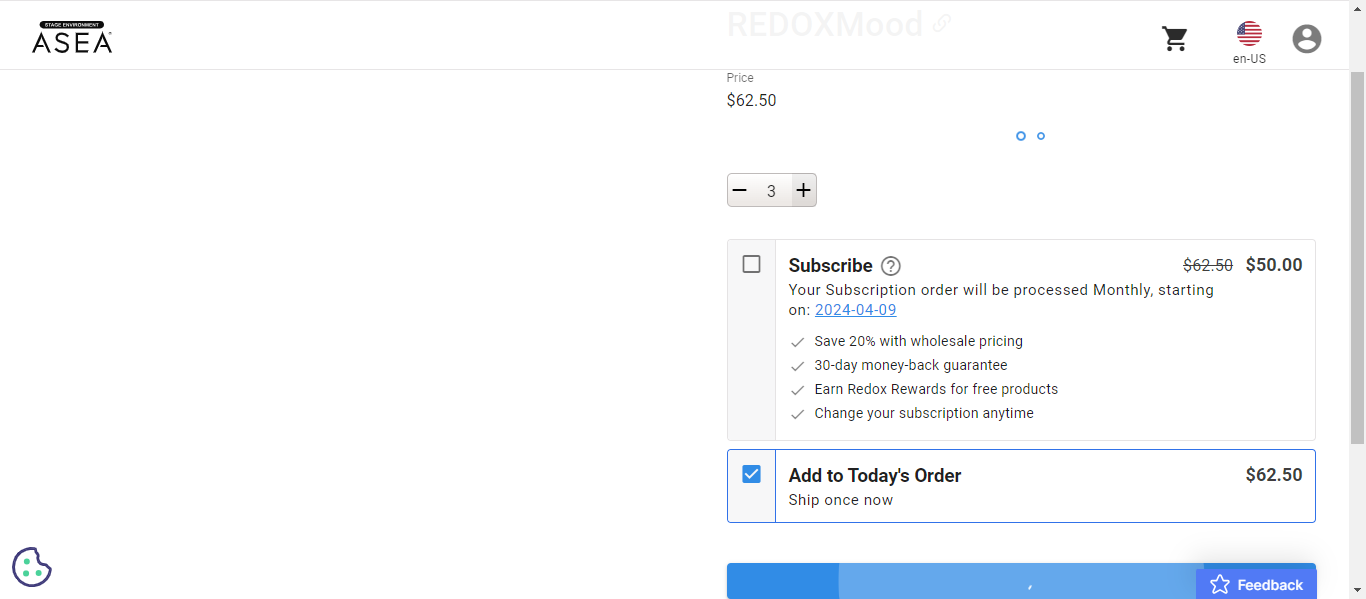 STAGE ENVIRONMENT
ASEA
REDOXMood
en-US
Price
$62.50
3
Subscribe
$62.50 $50.00
Your Subscription order will be processed Monthly, starting
on: 2024-04-09
Save 20% with wholesale pricing
30-day money-back guarantee
Earn Redox Rewards for free products
Change your subscription anytime
Add to Today's Order
$62.50
Ship once now
Feedback